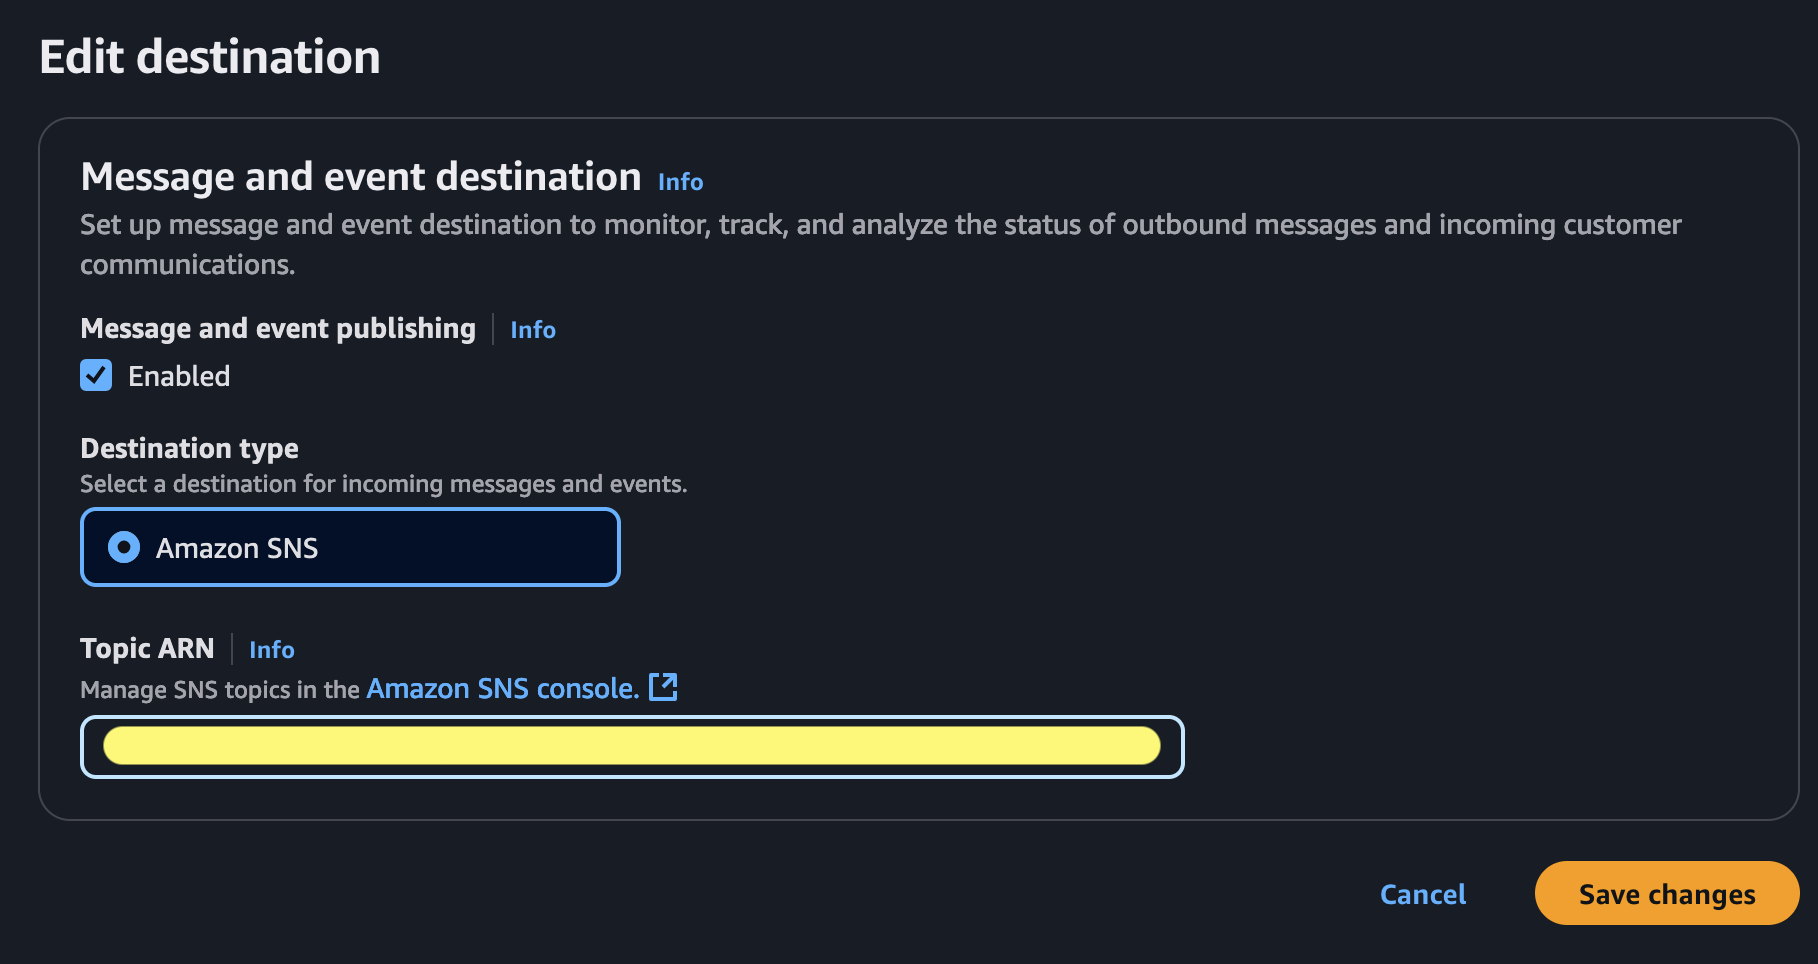 Edit destination
Message and event destination Info
Set up message and event destination to monitor, track, and analyze the status of outbound messages and incoming customer
communications.
Message and event publishing Info
Enabled
Destination type
Select a destination for incoming messages and events.
Amazon SNS
Topic ARN Info
Manage SNS topics in the Amazon SNS console.
Cancel Save changes